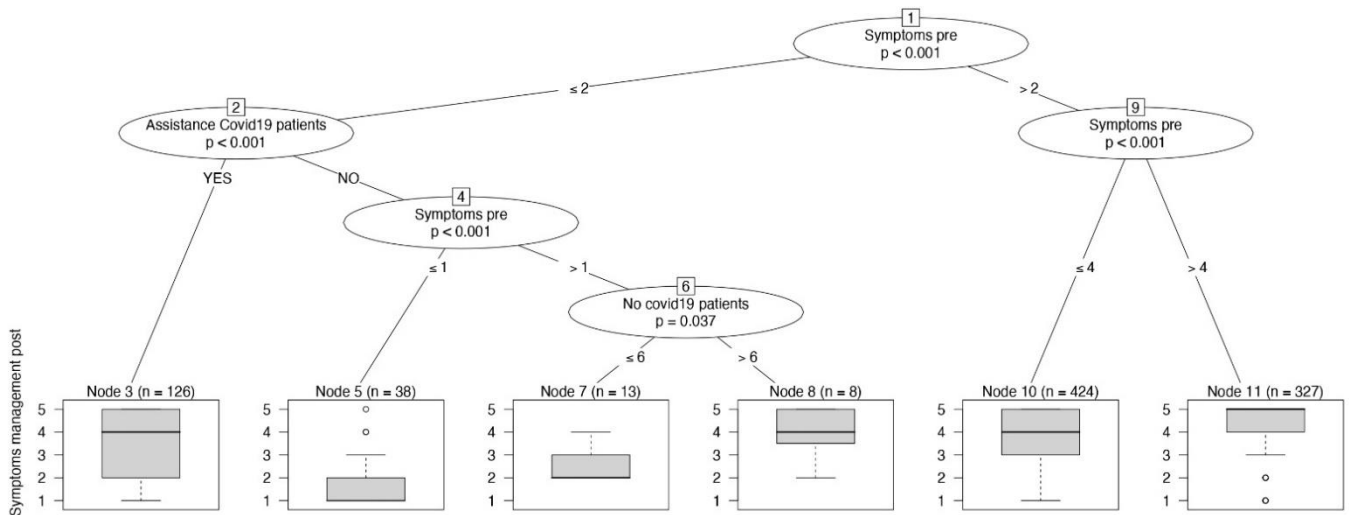 1
Symptoms pre
p < 0.001
≤ 2
> 2
2
Assistance Covid19 patients
p < 0.001
9
Symptoms pre
p < 0.001
YES
NO
4
Symptoms pre
p < 0.001
≤ 1
> 1
≤ 4
> 4
6
No covid19 patients
p = 0.037
≤ 6
> 6
Symptoms management post
Node 3 (n = 126)
5
4
3
2
1
Node 5 (n = 38)
5
4
3
2
1
Node 7 (n = 13)
5
4
3
2
1
Node 8 (n = 8)
5
4
3
2
1
Node 10 (n = 424)
5
4
3
2
1
Node 11 (n = 327)
5
4
3
2
1